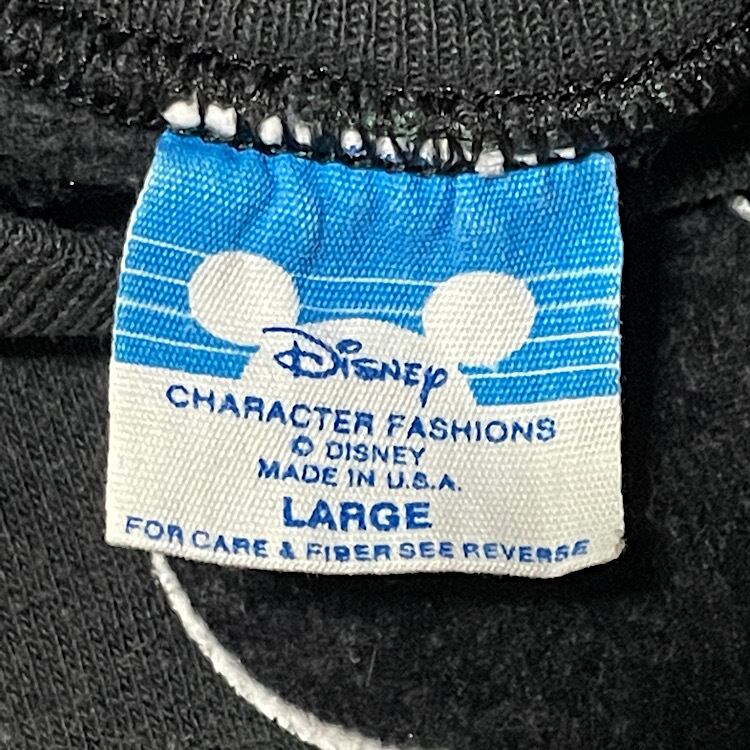 Disney
CHARACTER FASHIONS
© DISNEY
MADE IN U.S.A.
LARGE
FOR CARE & FIBER SEE REVERSE